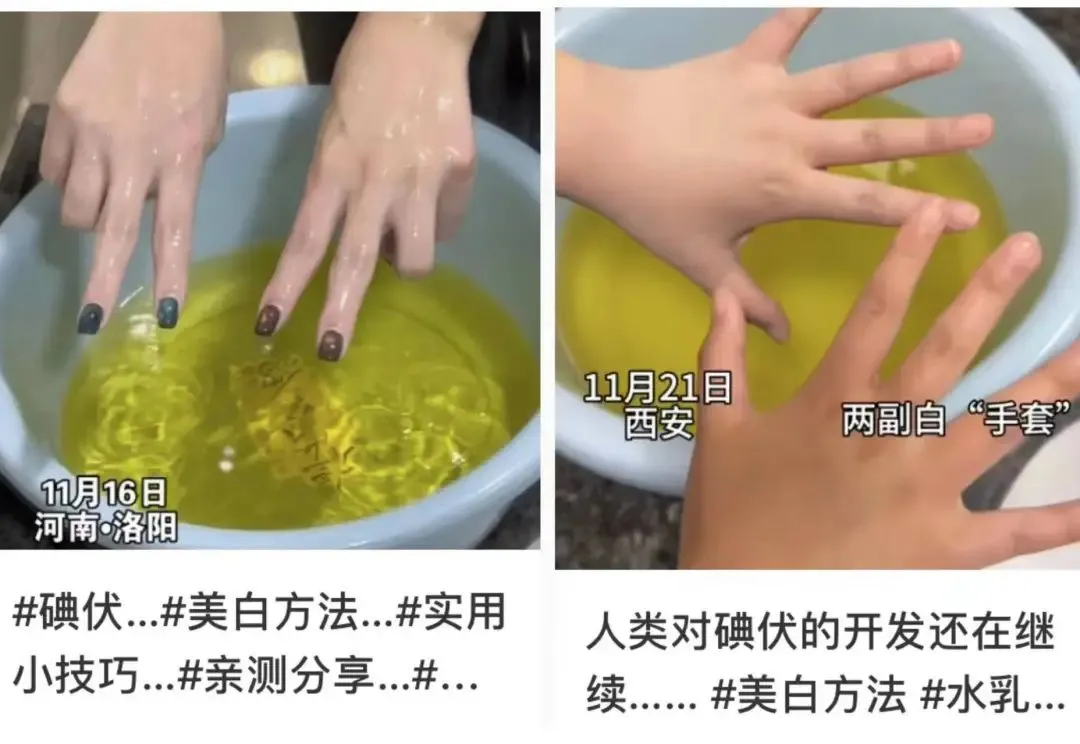 11月16日
河南·洛阳
#碘伏...#美白方法...#实用
小技巧...#亲测分享...#...
11月21日
西安
两副白“手套”
人类对碘伏的开发还在继
续...... #美白方法 #水乳...